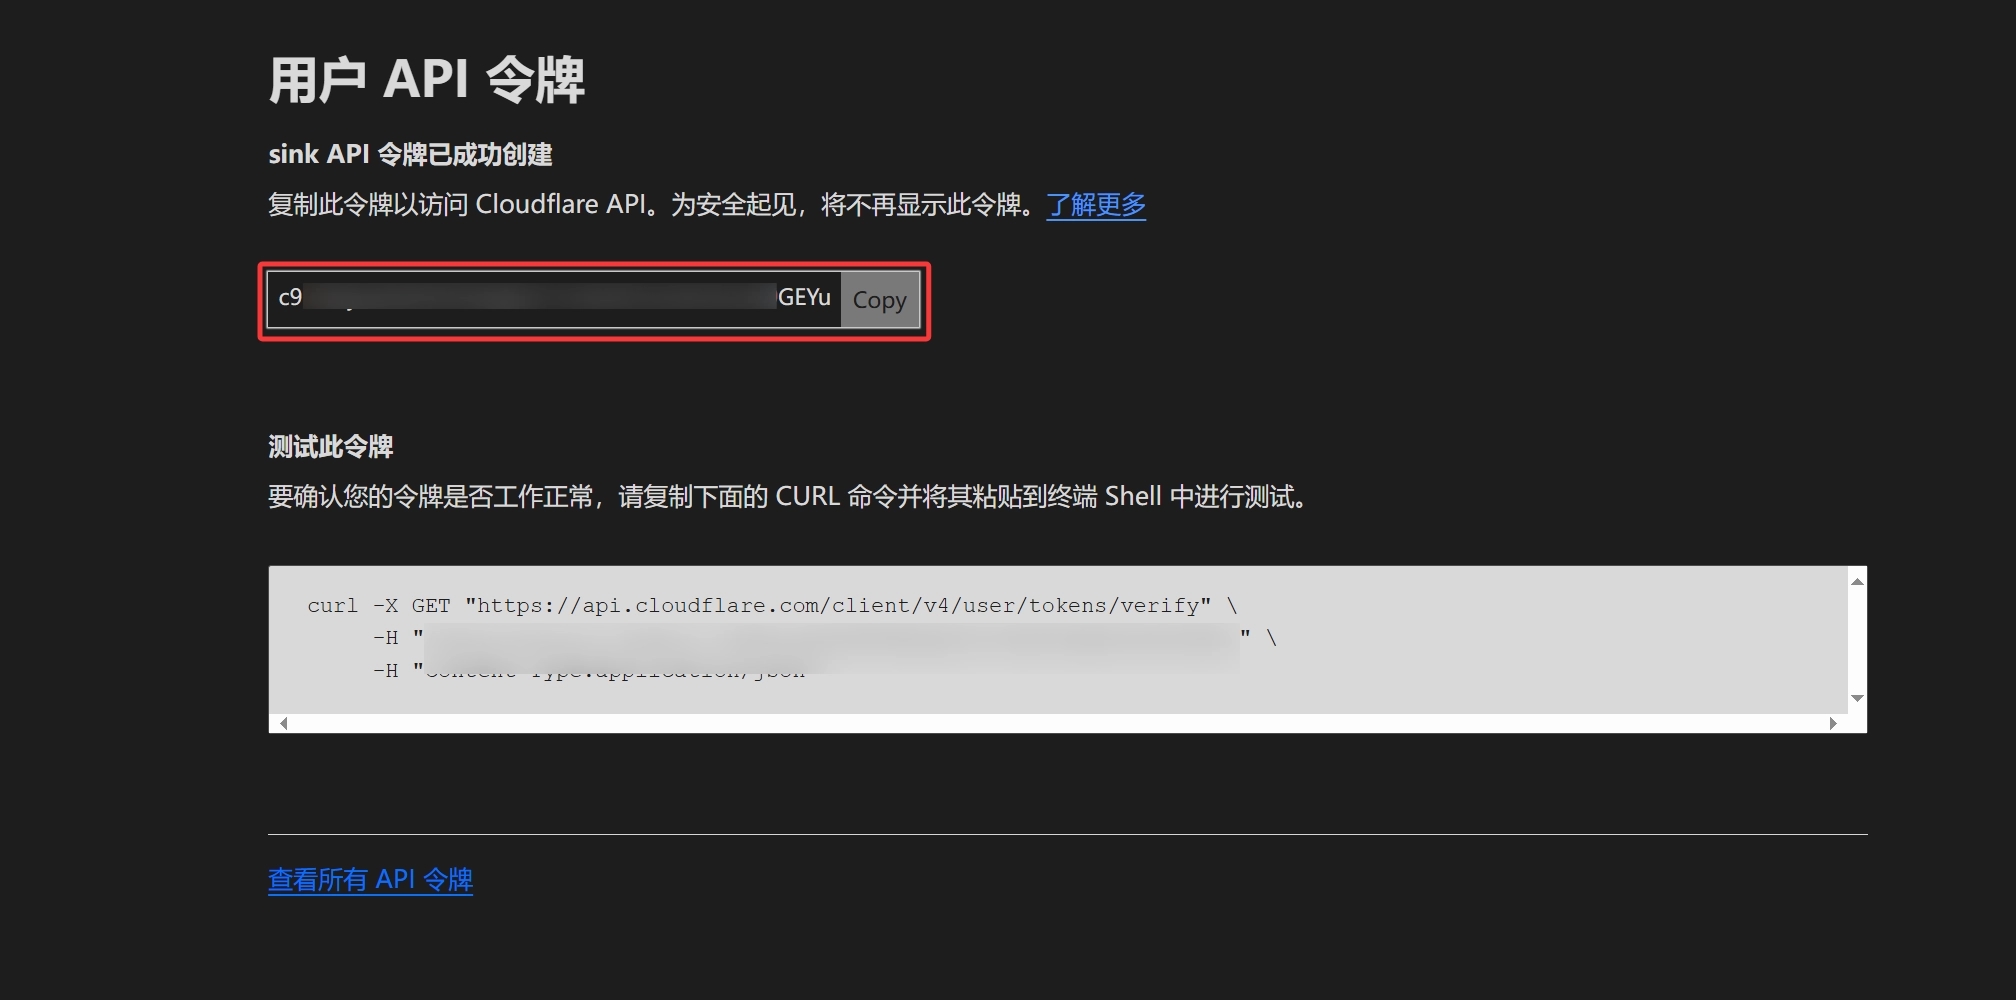 用户 API 令牌
sink API 令牌已成功创建
复制此令牌以访问 Cloudflare API。为安全起见，将不再显示此令牌。了解更多
c9 GEYu Copy
测试此令牌
要确认您的令牌是否工作正常，请复制下面的 CURL 命令并将其粘贴到终端 Shell 中进行测试。
curl -X GET "https://api.cloudflare.com/client/v4/user/tokens/verify" \
-H " " \
-H "Content-Type:application/json
查看所有 API 令牌